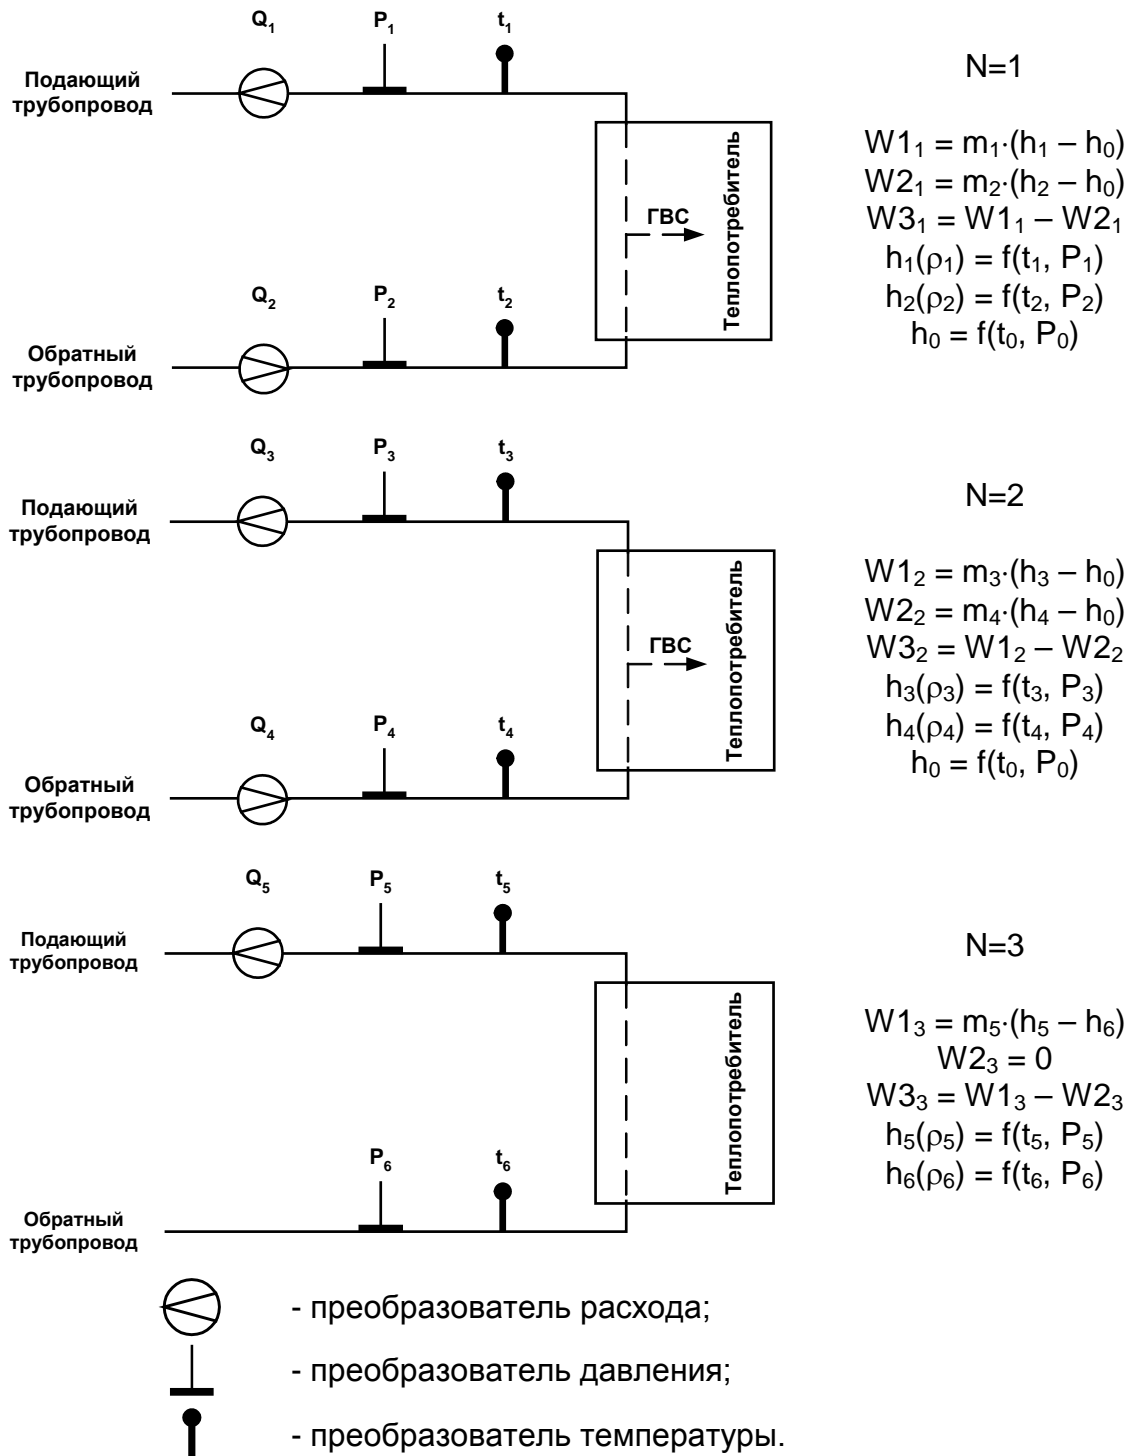 Q₁ P₁ t₁
Подающий
трубопровод
ГВС
Теплопотребитель
Q₂ P₂ t₂
Обратный
трубопровод
N=1
W1₁ = m₁·(h₁ – h₀)
W2₁ = m₂·(h₂ – h₀)
W3₁ = W1₁ – W2₁
h₁(ρ₁) = f(t₁, P₁)
h₂(ρ₂) = f(t₂, P₂)
h₀ = f(t₀, P₀)
Q₃ P₃ t₃
Подающий
трубопровод
ГВС
Теплопотребитель
Q₄ P₄ t₄
Обратный
трубопровод
N=2
W1₂ = m₃·(h₃ – h₀)
W2₂ = m₄·(h₄ – h₀)
W3₂ = W1₂ – W2₂
h₃(ρ₃) = f(t₃, P₃)
h₄(ρ₄) = f(t₄, P₄)
h₀ = f(t₀, P₀)
Q₅ P₅ t₅
Подающий
трубопровод
Теплопотребитель
P₆ t₆
Обратный
трубопровод
N=3
W1₃ = m₅·(h₅ – h₆)
W2₃ = 0
W3₃ = W1₃ – W2₃
h₅(ρ₅) = f(t₅, P₅)
h₆(ρ₆) = f(t₆, P₆)
- преобразователь расхода;
- преобразователь давления;
- преобразователь температуры.